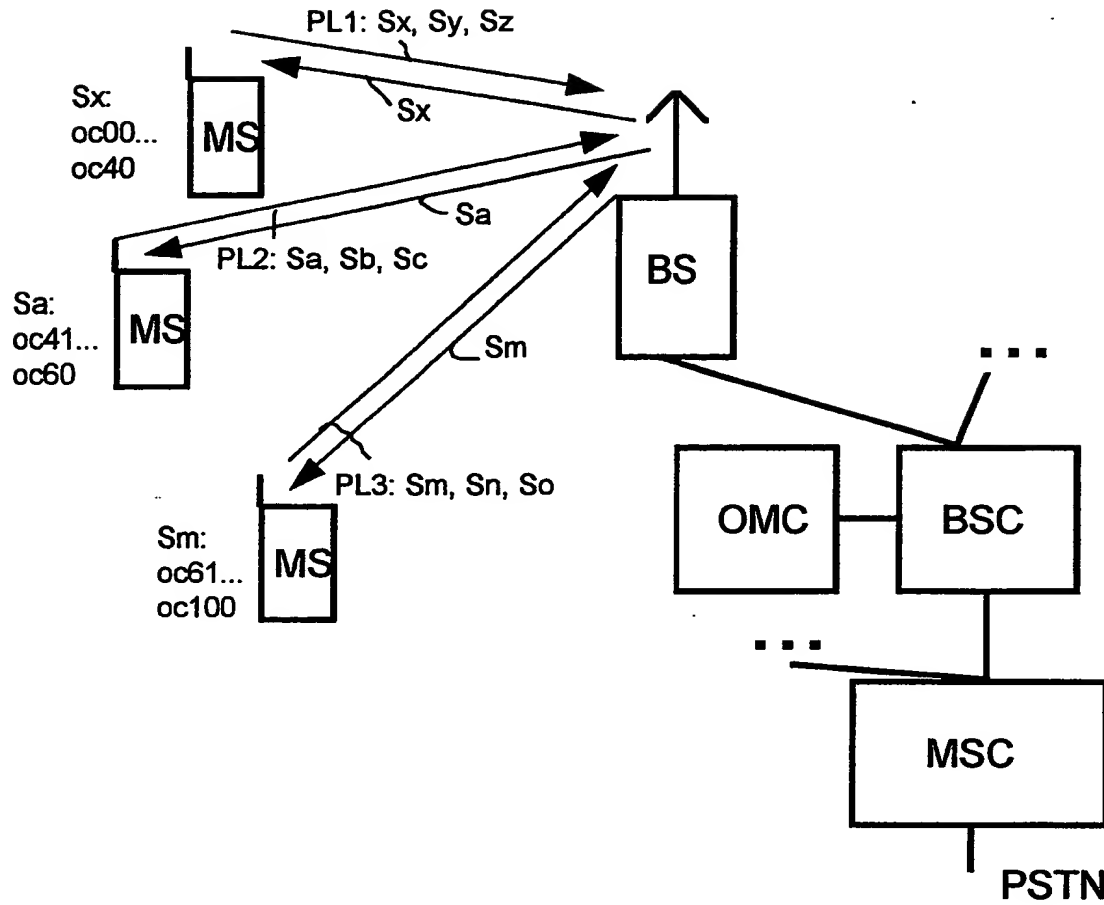 PL1: Sx, Sy, Sz
Sx
Sx:
oc00...
oc40
MS
Sa
PL2: Sa, Sb, Sc
BS
Sa:
oc41...
oc60
MS
Sm
...
PL3: Sm, Sn, So
OMC
BSC
Sm:
oc61...
oc100
MS
...
MSC
PSTN